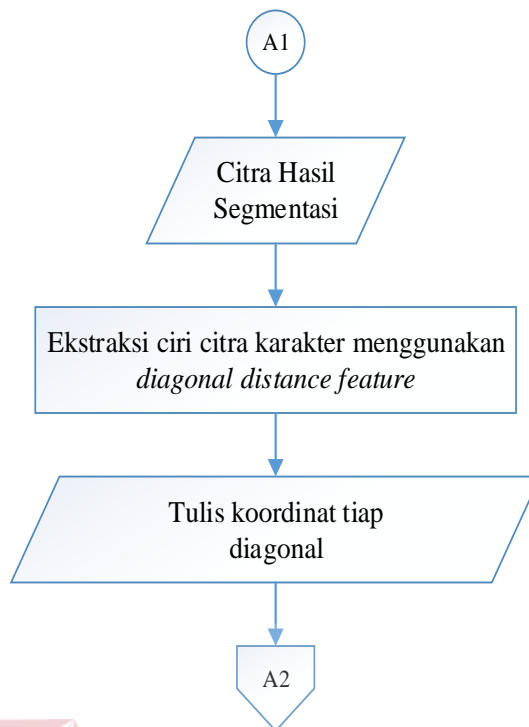 A1
Citra Hasil
Segmentasi
Ekstraksi ciri citra karakter menggunakan
diagonal distance feature
Tulis koordinat tiap
diagonal
A2